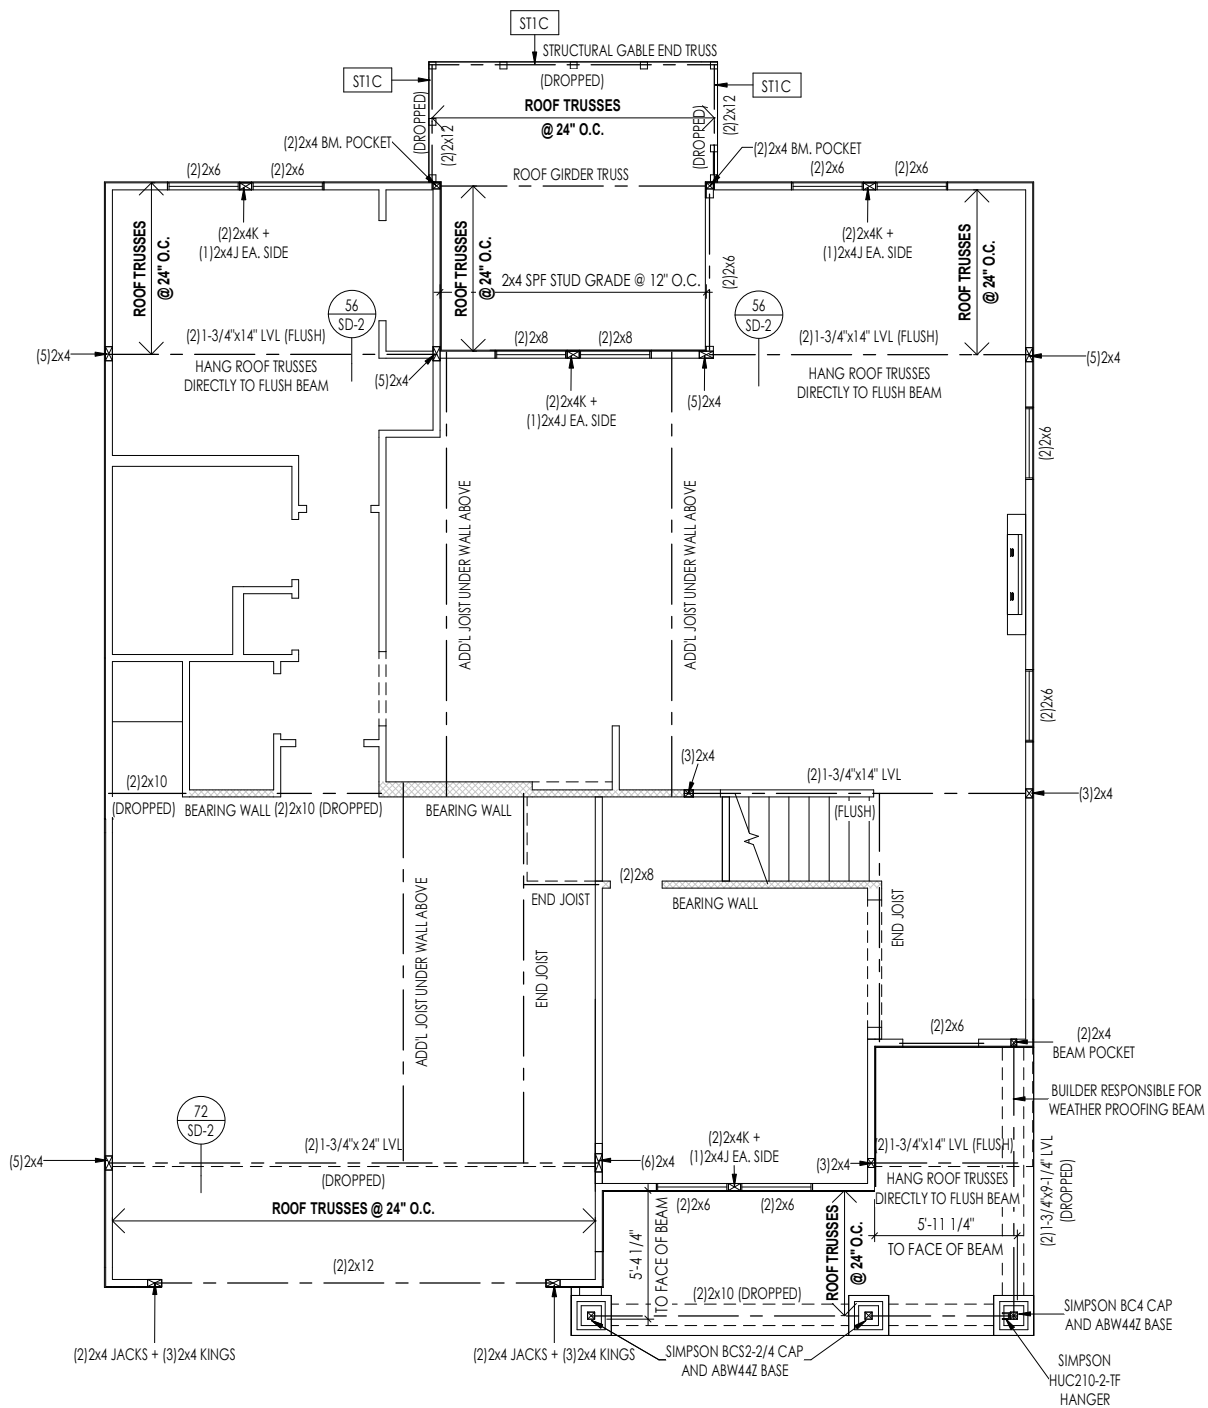 ST1C
STRUCTURAL GABLE END TRUSS
ST1C
(DROPPED)
ST1C
ROOF TRUSSES
@ 24" O.C.
(DROPPED)
(2)2x12
(DROPPED)
(2)2x12
(2)2x4 BM. POCKET
(2)2x4 BM. POCKET
(2)2x6
(2)2x6
ROOF GIRDER TRUSS
(2)2x6
(2)2x6
ROOF TRUSSES
@ 24" O.C.
(2)2x4K +
(1)2x4J EA. SIDE
ROOF TRUSSES
@ 24" O.C.
2x4 SPF STUD GRADE @ 12" O.C.
(2)2x6
(2)2x4K +
(1)2x4J EA. SIDE
ROOF TRUSSES
@ 24" O.C.
56
SD-2
56
SD-2
(2)1-3/4"x14" LVL (FLUSH)
(2)2x8
(2)2x8
(2)1-3/4"x14" LVL (FLUSH)
(5)2x4
HANG ROOF TRUSSES
DIRECTLY TO FLUSH BEAM
(5)2x4
(2)2x4K +
(1)2x4J EA. SIDE
(5)2x4
HANG ROOF TRUSSES
DIRECTLY TO FLUSH BEAM
(5)2x4
(2)2x6
ADD'L JOIST UNDER WALL ABOVE
ADD'L JOIST UNDER WALL ABOVE
(2)2x6
(3)2x4
(2)2x10
(DROPPED)
BEARING WALL
(2)2x10 (DROPPED)
BEARING WALL
(2)1-3/4"x14" LVL
(FLUSH)
(3)2x4
(2)2x8
END JOIST
BEARING WALL
END JOIST
ADD'L JOIST UNDER WALL ABOVE
END JOIST
(2)2x6
(2)2x4
BEAM POCKET
BUILDER RESPONSIBLE FOR
WEATHER PROOFING BEAM
72
SD-2
(5)2x4
(2)1-3/4"x 24" LVL
(DROPPED)
(6)2x4
(2)2x4K +
(1)2x4J EA. SIDE
(3)2x4
(2)1-3/4"x14" LVL (FLUSH)
HANG ROOF TRUSSES
DIRECTLY TO FLUSH BEAM
(2)1-3/4"x9-1/4" LVL
(DROPPED)
ROOF TRUSSES @ 24" O.C.
(2)2x6
(2)2x6
5'-4 1/4"
TO FACE OF BEAM
ROOF TRUSSES
@ 24" O.C.
5'-11 1/4"
TO FACE OF BEAM
(2)2x12
(2)2x10 (DROPPED)
SIMPSON BC4 CAP
AND ABW44Z BASE
(2)2x4 JACKS + (3)2x4 KINGS
(2)2x4 JACKS + (3)2x4 KINGS
SIMPSON BCS2-2/4 CAP
AND ABW44Z BASE
SIMPSON
HUC210-2-TF
HANGER